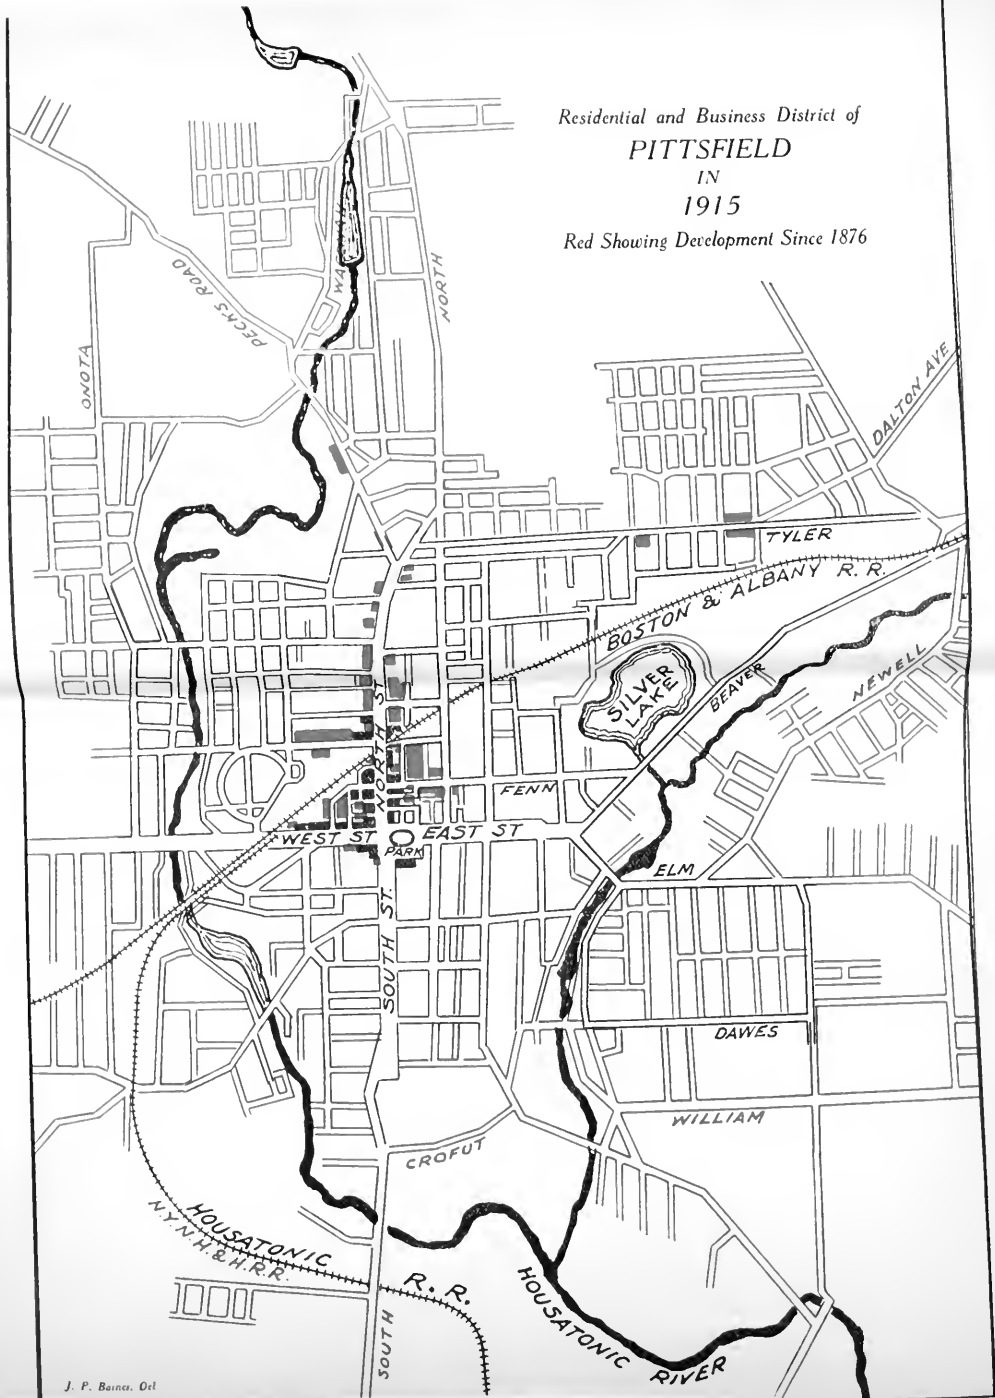 Residential and Business District of
PITTSFIELD
IN
1915
Red Showing Development Since 1876
PECK'S ROAD
NORTH
ONOTA
DALTON AVE
TYLER
BOSTON & ALBANY R.R.
SILVER
LAKE
BEAVER
NEWELL
NORTH ST
FENN
WEST ST
EAST ST
PARK
ELM
SOUTH ST.
DAWES
WILLIAM
CROFUT
HOUSATONIC R. R.
N.Y.N.H.& H.R.R.
HOUSATONIC RIVER
SOUTH
J. P. Barnes, Del